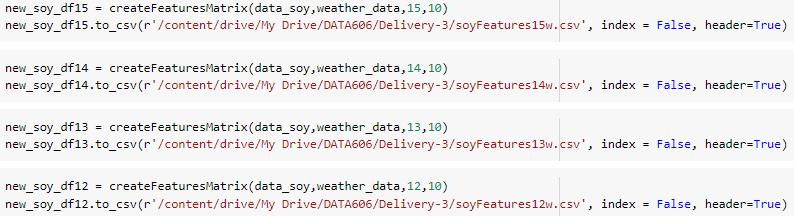 new_soy_df15 = createFeaturesMatrix(data_soy,weather_data,15,10)
new_soy_df15.to_csv(r'/content/drive/My Drive/DATA606/Delivery-3/soyFeatures15w.csv', index = False, header=True)
new_soy_df14 = createFeaturesMatrix(data_soy,weather_data,14,10)
new_soy_df14.to_csv(r'/content/drive/My Drive/DATA606/Delivery-3/soyFeatures14w.csv', index = False, header=True)
new_soy_df13 = createFeaturesMatrix(data_soy,weather_data,13,10)
new_soy_df13.to_csv(r'/content/drive/My Drive/DATA606/Delivery-3/soyFeatures13w.csv', index = False, header=True)
new_soy_df12 = createFeaturesMatrix(data_soy,weather_data,12,10)
new_soy_df12.to_csv(r'/content/drive/My Drive/DATA606/Delivery-3/soyFeatures12w.csv', index = False, header=True)